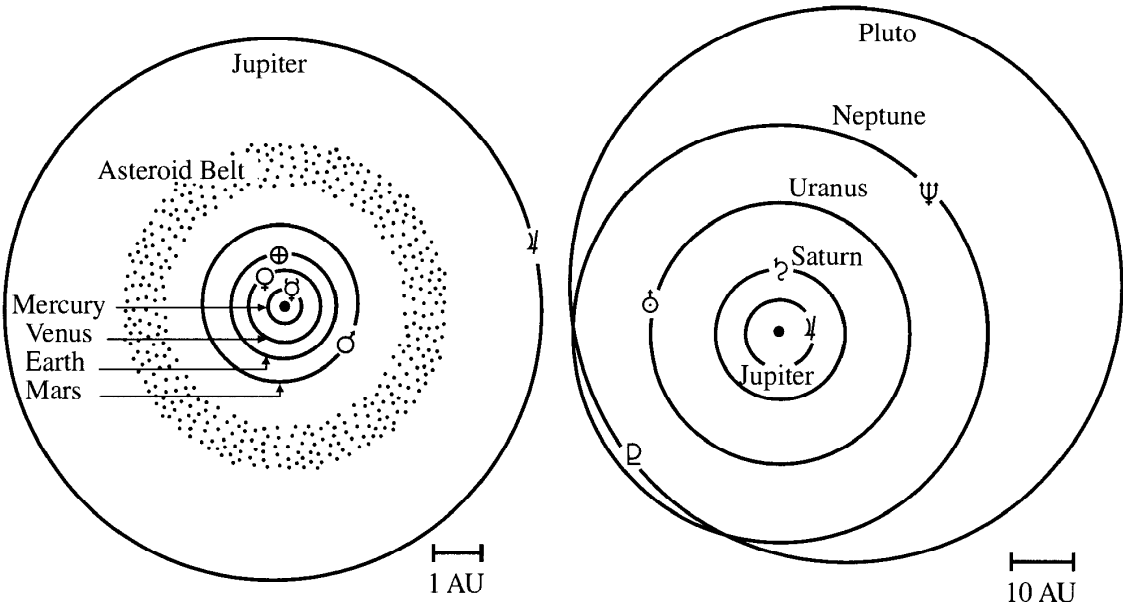 Jupiter
Asteroid Belt
Mercury
Venus
Earth
Mars
1 AU
Pluto
Neptune
Uranus
Saturn
Jupiter
10 AU